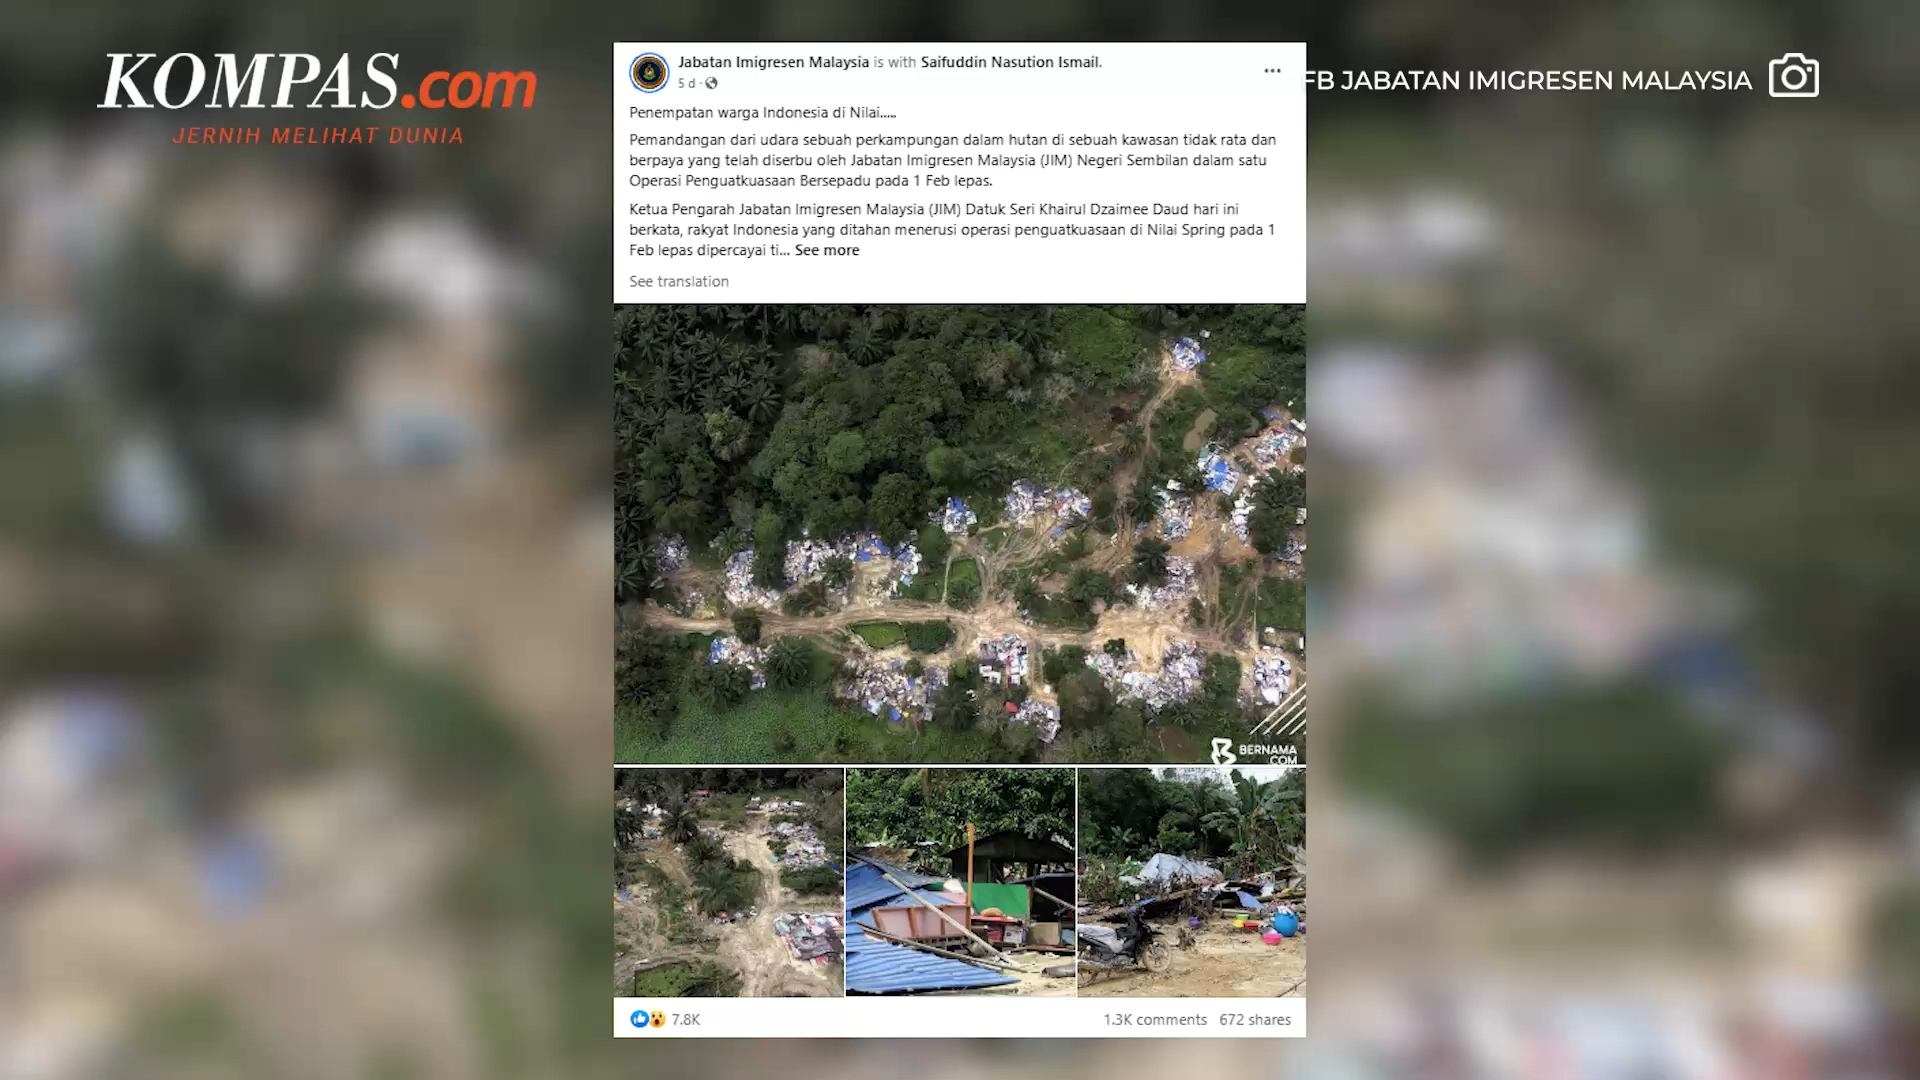 KOMPAS.com
JERNIH MELIHAT DUNIA
FB JABATAN IMIGRESEN MALAYSIA
Jabatan Imigresen Malaysia is with Saifuddin Nasution Ismail.
5 d ·
Penempatan warga Indonesia di Nilai.....
Pemandangan dari udara sebuah perkampungan dalam hutan di sebuah kawasan tidak rata dan
berpaya yang telah diserbu oleh Jabatan Imigresen Malaysia (JIM) Negeri Sembilan dalam satu
Operasi Penguatkuasaan Bersepadu pada 1 Feb lepas.
Ketua Pengarah Jabatan Imigresen Malaysia (JIM) Datuk Seri Khairul Dzaimee Daud hari ini
berkata, rakyat Indonesia yang ditahan menerusi operasi penguatkuasaan di Nilai Spring pada 1
Feb lepas dipercayai ti... See more
See translation
BERNAMA
COM
7.8K
1.3K comments 672 shares